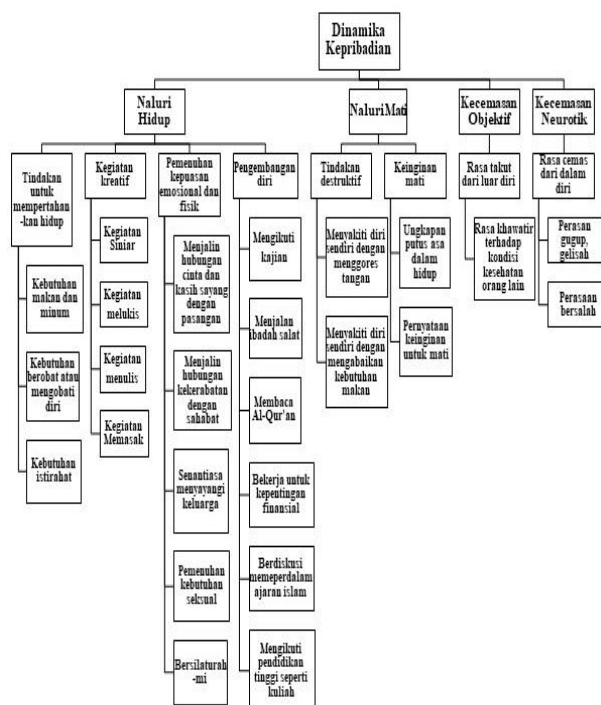 Dinamika
Kepribadian
Naluri
Hidup
Naluri Mati
Kecemasan
Objektif
Kecemasan
Neurotik
Tindakan
untuk
mempertahan
-kan hidup
Kebutuhan
makan dan
minum
Kebutuhan
berobat atau
mengobati
diri
Kebutuhan
istirahat
Kegiatan
kreatif
Kegiatan
Siniar
Kegiatan
melukis
Kegiatan
menulis
Kegiatan
Memasak
Pemenuhan
kepuasan
emosional dan
fisik
Menjalin
hubungan
cinta dan
kasih sayang
dengan
pasangan
Menjalin
hubungan
kekerabatan
dengan
sahabat
Senantiasa
menyayangi
keluarga
Pemenuhan
kebutuhan
seksual
Bersilaturah
-mi
Pengembangan
diri
Mengikuti
kajian
Menjalan
ibadah salat
Membaca
Al-Qur'an
Bekerja untuk
kepentingan
finansial
Berdiskusi
memeperdalam
ajaran islam
Mengikuti
pendidikan
tinggi seperti
kuliah
Tindakan
destruktif
Menyakiti diri
sendiri dengan
menggores
tangan
Menyakiti diri
sendiri dengan
mengabaikan
kebutuhan
makan
Keinginan
mati
Ungkapan
putus asa
dalam
hidup
Pernyataan
keinginan
untuk mati
Rasa takut
dari luar diri
Rasa khawatir
terhadap
kondisi
kesehatan
orang lain
Rasa cemas
dari dalam
diri
Perasan
gugup,
gelisah
Perasaan
bersalah